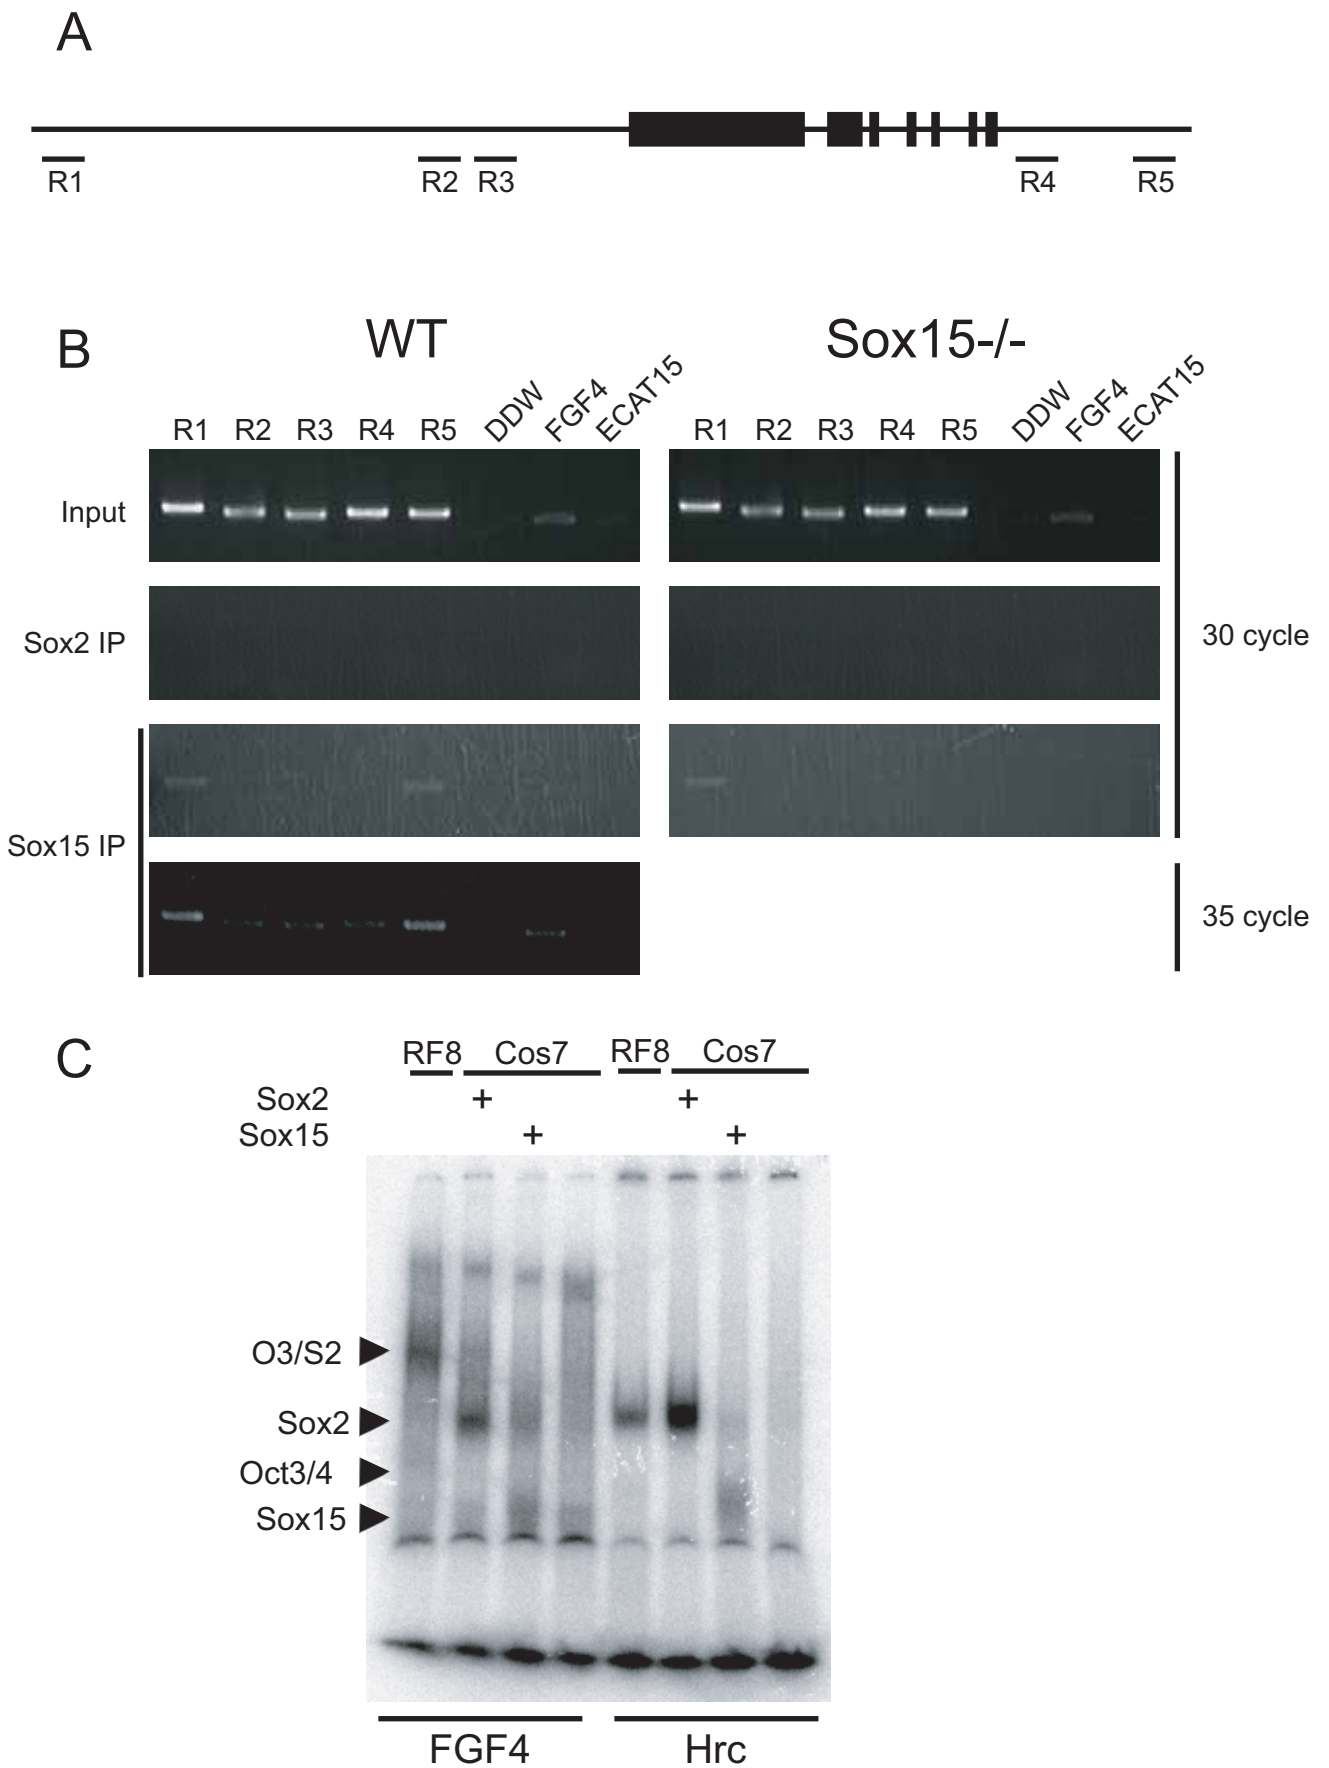 A
R1 R2 R3 R4 R5
B
WT Sox15-/-
R1 R2 R3 R4 R5 DDW FGF4 ECAT15 R1 R2 R3 R4 R5 DDW FGF4 ECAT15
Input
Sox2 IP
30 cycle
Sox15 IP
35 cycle
C
RF8 Cos7 RF8 Cos7
Sox2 + +
Sox15 + +
O3/S2
Sox2
Oct3/4
Sox15
FGF4 Hrc